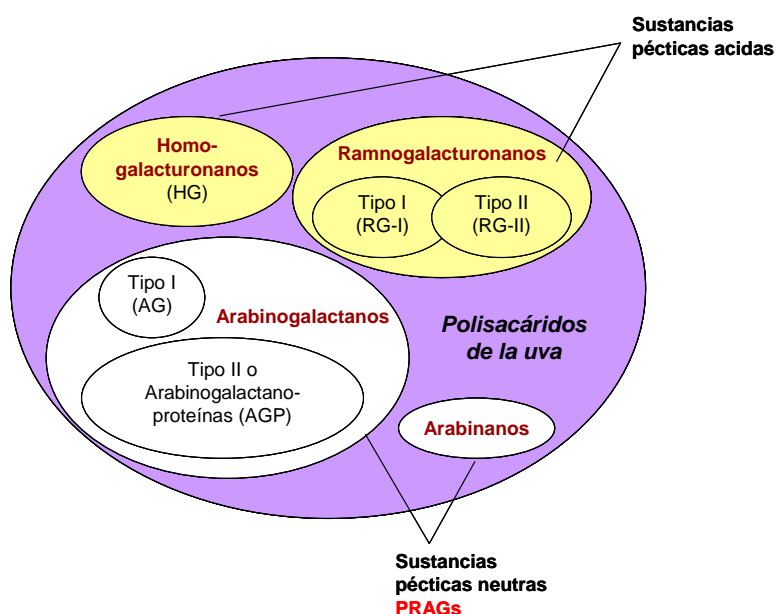 Sustancias
pécticas acidas
Homo-
galacturonanos
(HG)
Ramnogalacturonanos
Tipo I
(RG-I)
Tipo II
(RG-II)
Tipo I
(AG)
Arabinogalactanos
Tipo II o
Arabinogalactano-
proteínas (AGP)
Polisacáridos
de la uva
Arabinanos
Sustancias
pécticas neutras
PRAGs